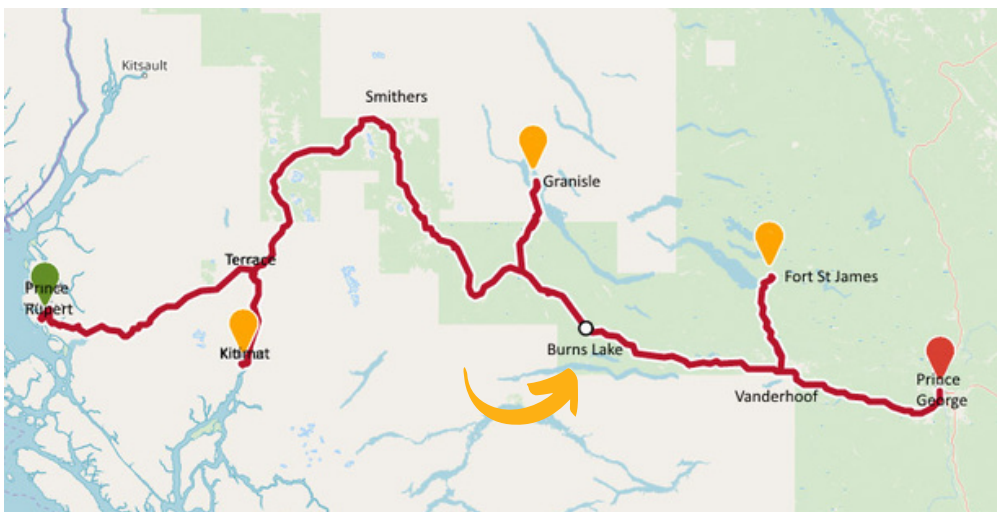 Kitsault
Smithers
Granisle
Terrace
Fort St James
Prince
Rupert
Kitimat
Burns Lake
Prince
George
Vanderhoof